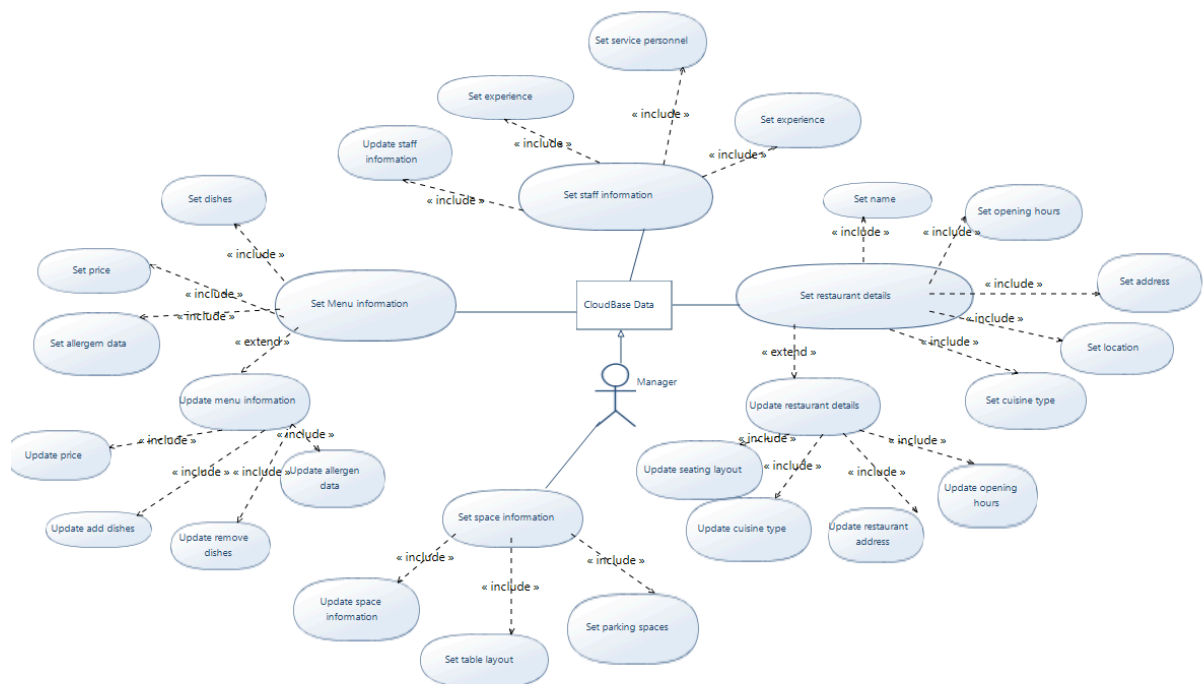 Set service personnel
Set experience
« include »
« include »
Set experience
Update staff
information
« include »
« include »
Set staff information
Set dishes
Set name
Set opening hours
« include »
« include »
« include »
Set price
« include »
Set Menu information
CloudBase Data
Set restaurant details
« include »
Set address
« include »
« include »
Set allergem data
« extend »
« include »
Set location
« extend »
Manager
Set cuisine type
Update menu information
Update restaurant details
« include »
« include »
« include »
« include »
Update price
Update allergen
data
« include »
« include »
Update seating layout
« include »
« include »
Update opening
hours
Set space information
Update add dishes
Update remove
dishes
Update cuisine type
Update restaurant
address
« include »
« include »
« include »
Update space
information
Set parking spaces
Set table layout